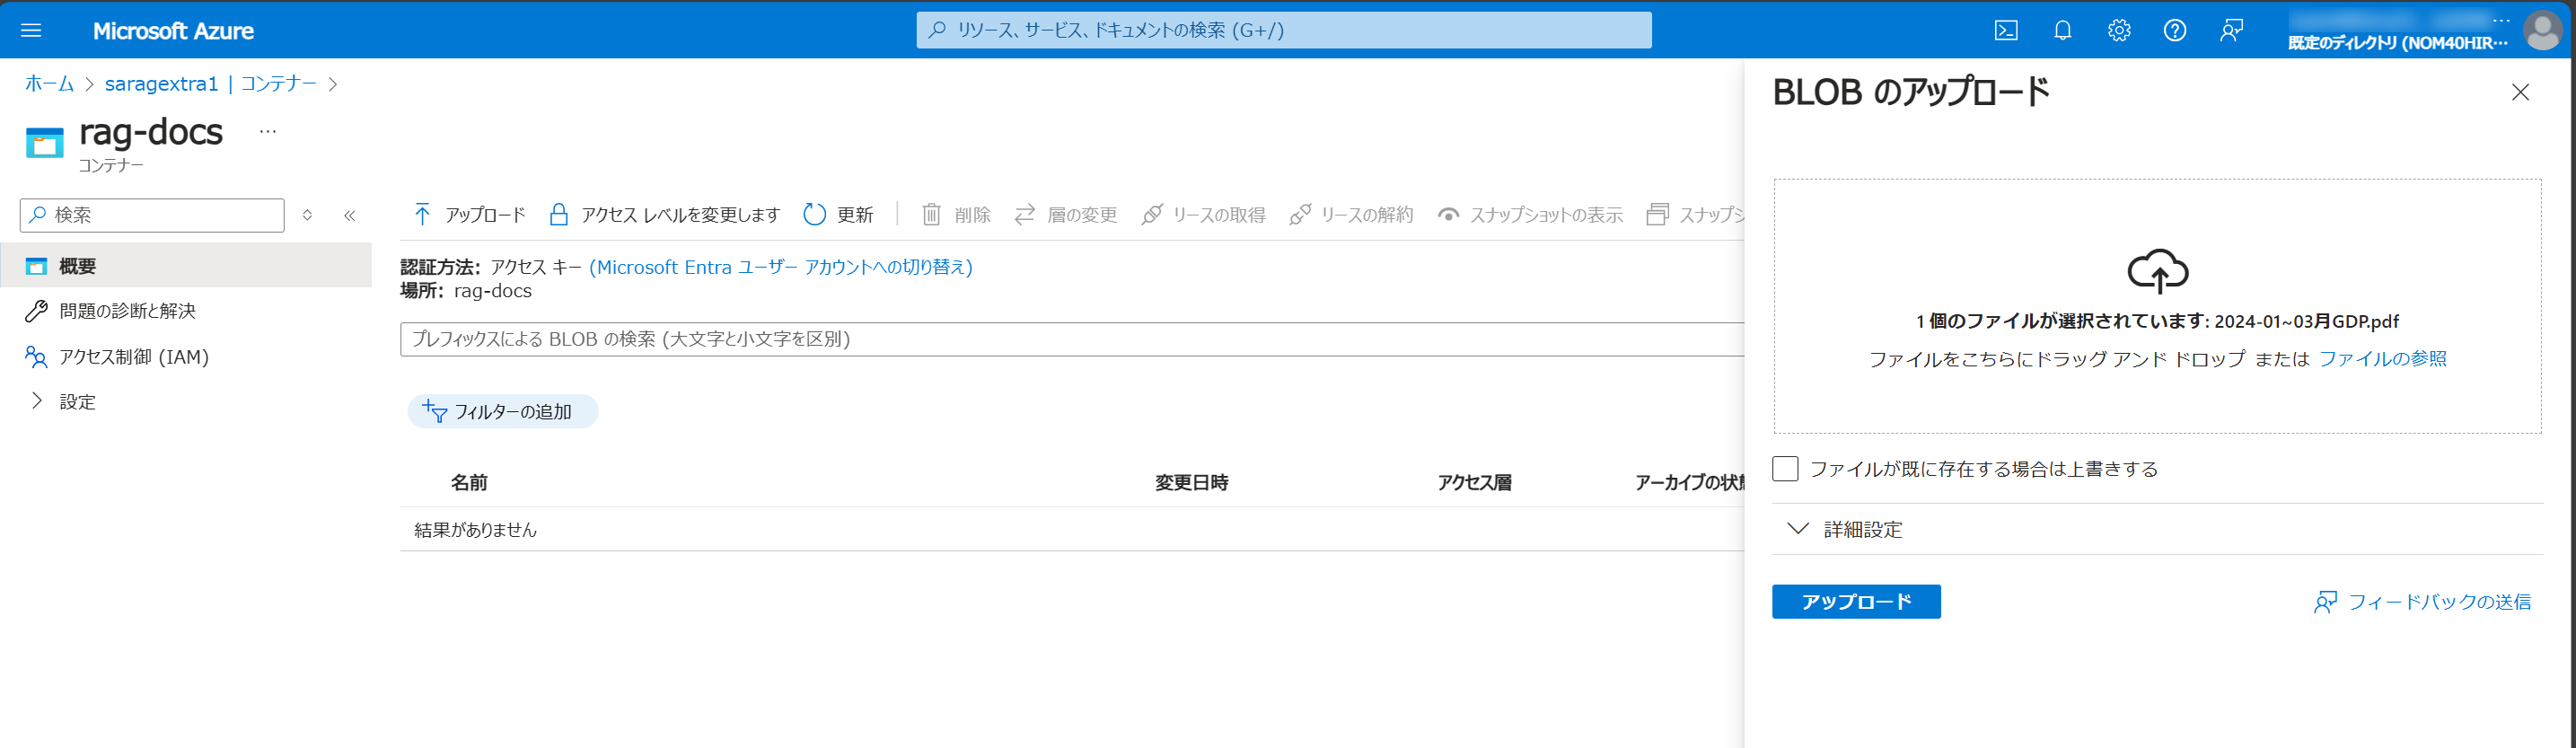 Microsoft Azure
リソース、サービス、ドキュメントの検索 (G+/)
既定のディレクトリ (NOM40HIR…
ホーム > saragextra1 | コンテナー >
rag-docs …
コンテナー
検索
概要
問題の診断と解決
アクセス制御 (IAM)
設定
アップロード アクセス レベルを変更します 更新 削除 層の変更 リースの取得 リースの解約 スナップショットの表示 スナップシ
認証方法: アクセス キー (Microsoft Entra ユーザー アカウントへの切り替え)
場所: rag-docs
プレフィックスによる BLOB の検索 (大文字と小文字を区別)
フィルターの追加
名前 変更日時 アクセス層 アーカイブの状態
結果がありません
BLOB のアップロード
1 個のファイルが選択されています: 2024-01~03月GDP.pdf
ファイルをこちらにドラッグ アンド ドロップ または ファイルの参照
ファイルが既に存在する場合は上書きする
詳細設定
アップロード
フィードバックの送信